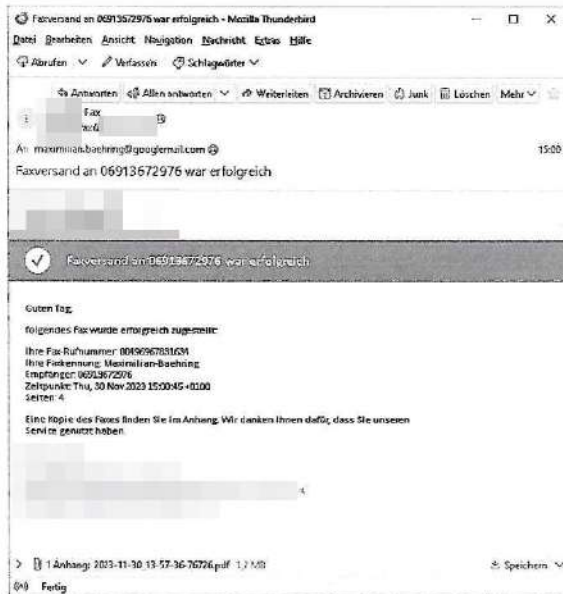 Faxversand an 06913672976 war erfolgreich - Mozilla Thunderbird
Datei Bearbeiten Ansicht Navigation Nachricht Extras Hilfe
Abrufen Verfassen Schlagwörter
Antworten Allen antworten Weiterleiten Archivieren Junk Löschen Mehr
Fax
An maximilian.baehring@googlemail.com 15:00
Faxversand an 06913672976 war erfolgreich
Faxversand an 06913672976 war erfolgreich
Guten Tag,
folgendes Fax wurde erfolgreich zugestellt:
Ihre Fax-Rufnummer: 00496967831634
Ihre Faxkennung: Maximilian-Baehring
Empfänger: 06913672976
Zeitpunkt: Thu, 30 Nov 2023 15:00:45 +0100
Seiten: 4
Eine Kopie des Faxes finden Sie im Anhang. Wir danken Ihnen dafür, dass Sie unseren
Service genutzt haben.
1 Anhang: 2023-11-30_13-57-36-76726.pdf 1,2 MB Speichern
Fertig